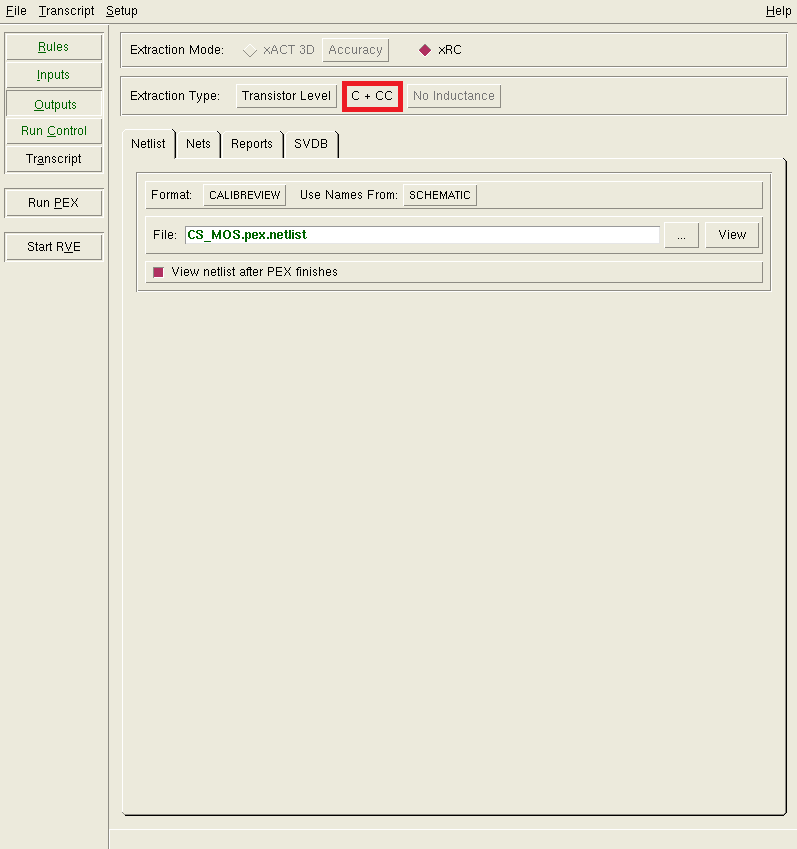 File Transcript Setup Help
Rules
Inputs
Outputs
Run Control
Transcript
Run PEX
Start RVE
Extraction Mode: xACT 3D Accuracy xRC
Extraction Type: Transistor Level C + CC No Inductance
Netlist Nets Reports SVDB
Format: CALIBREVIEW Use Names From: SCHEMATIC
File: CS_MOS.pex.netlist ... View
View netlist after PEX finishes